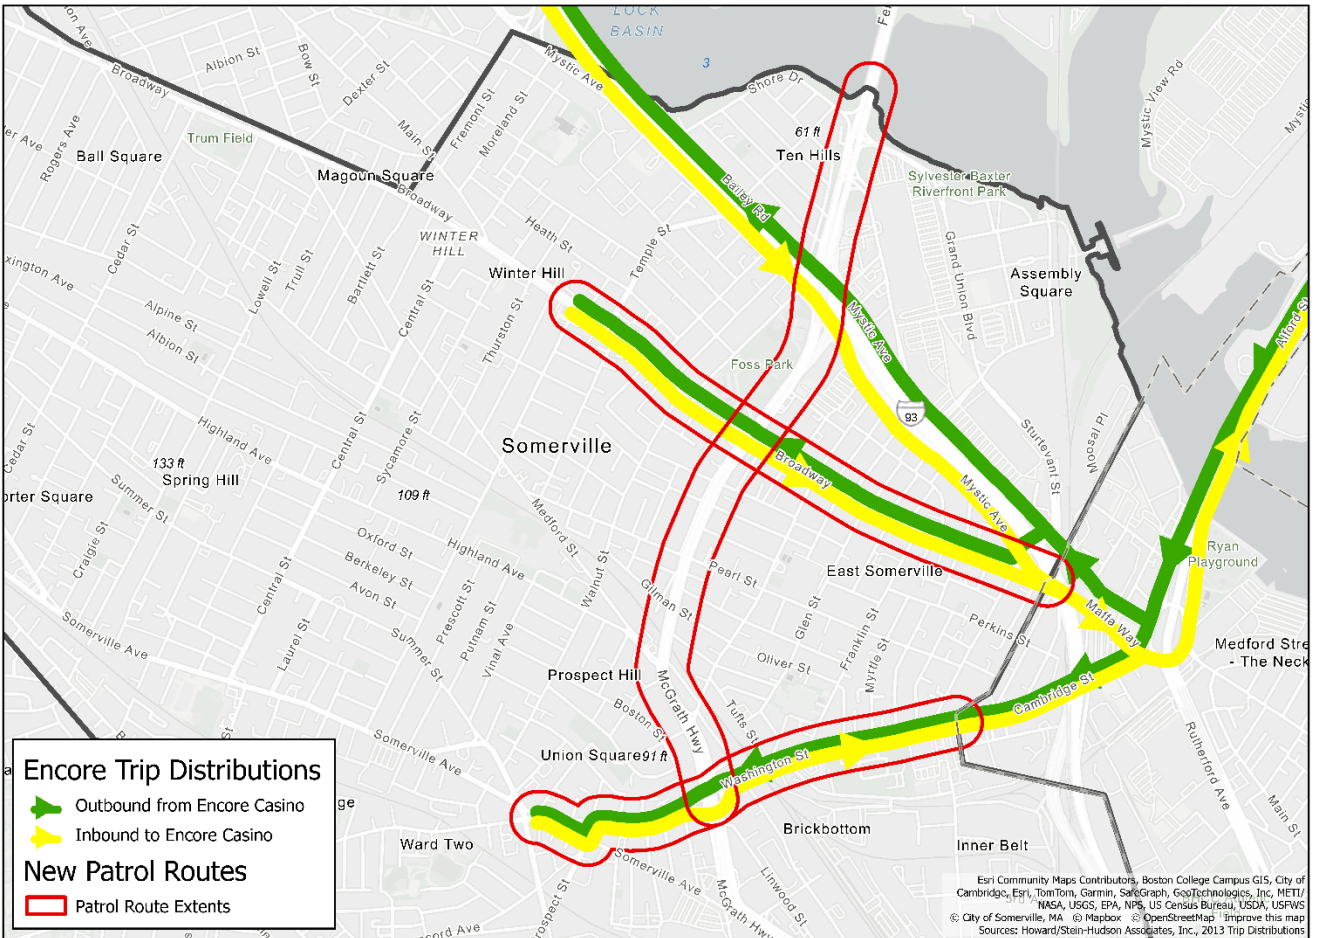 LOCK
BASIN
3
Mystic Ave
Shore Dr
Mystic View Rd
Albion St
Bow St
Dexter St
Broadway
Main St
Fremont St
Moreland St
Trum Field
Rogers Ave
Ball Square
Magoun Square
Broadway
61 ft
Ten Hills
Sylvester Baxter
Riverfront Park
Bailey Rd
WINTER
HILL
Heath St
Temple St
Winter Hill
Cedar St
Lowell St
Trull St
Bartlett St
Central St
Thurston St
Alpine St
Albion St
Grand Union Blvd
Assembly
Square
Alford St
Mystic Ave
Foss Park
93
Highland Ave
Central St
Sycamore St
Somerville
Cedar St
133 ft
Spring Hill
Summer St
109 ft
Broadway
Mystic Ave
Sturtevant St
Moosal Pl
Craigie St
Oxford St
Highland Ave
Medford St
Berkeley St
Avon St
Walnut St
Gilman St
Pearl St
East Somerville
Ryan
Playground
Central St
Prescott St
Putnam St
Vinal Ave
Summer St
Laurel St
Somerville Ave
Glen St
Franklin St
Myrtle St
Oliver St
Perkins St
Maffa Way
Medford Stre
- The Neck
Prospect Hill
McGrath Hwy
Boston St
Tufts St
Cambridge St
Union Square
91 ft
Washington St
Somerville Ave
Rutherford Ave
Main St
Ward Two
Brickbottom
Inner Belt
Somerville Ave
Prospect St
McGrath Hwy
Linwood St
Encore Trip Distributions
Outbound from Encore Casino
Inbound to Encore Casino
New Patrol Routes
Patrol Route Extents
Esri Community Maps Contributors, Boston College Campus GIS, City of
Cambridge, Esri, TomTom, Garmin, SafeGraph, GeoTechnologies, Inc, METI/
NASA, USGS, EPA, NPS, US Census Bureau, USDA, USFWS
© City of Somerville, MA © Mapbox © OpenStreetMap Improve this map
Sources: Howard/Stein-Hudson Associates, Inc., 2013 Trip Distributions